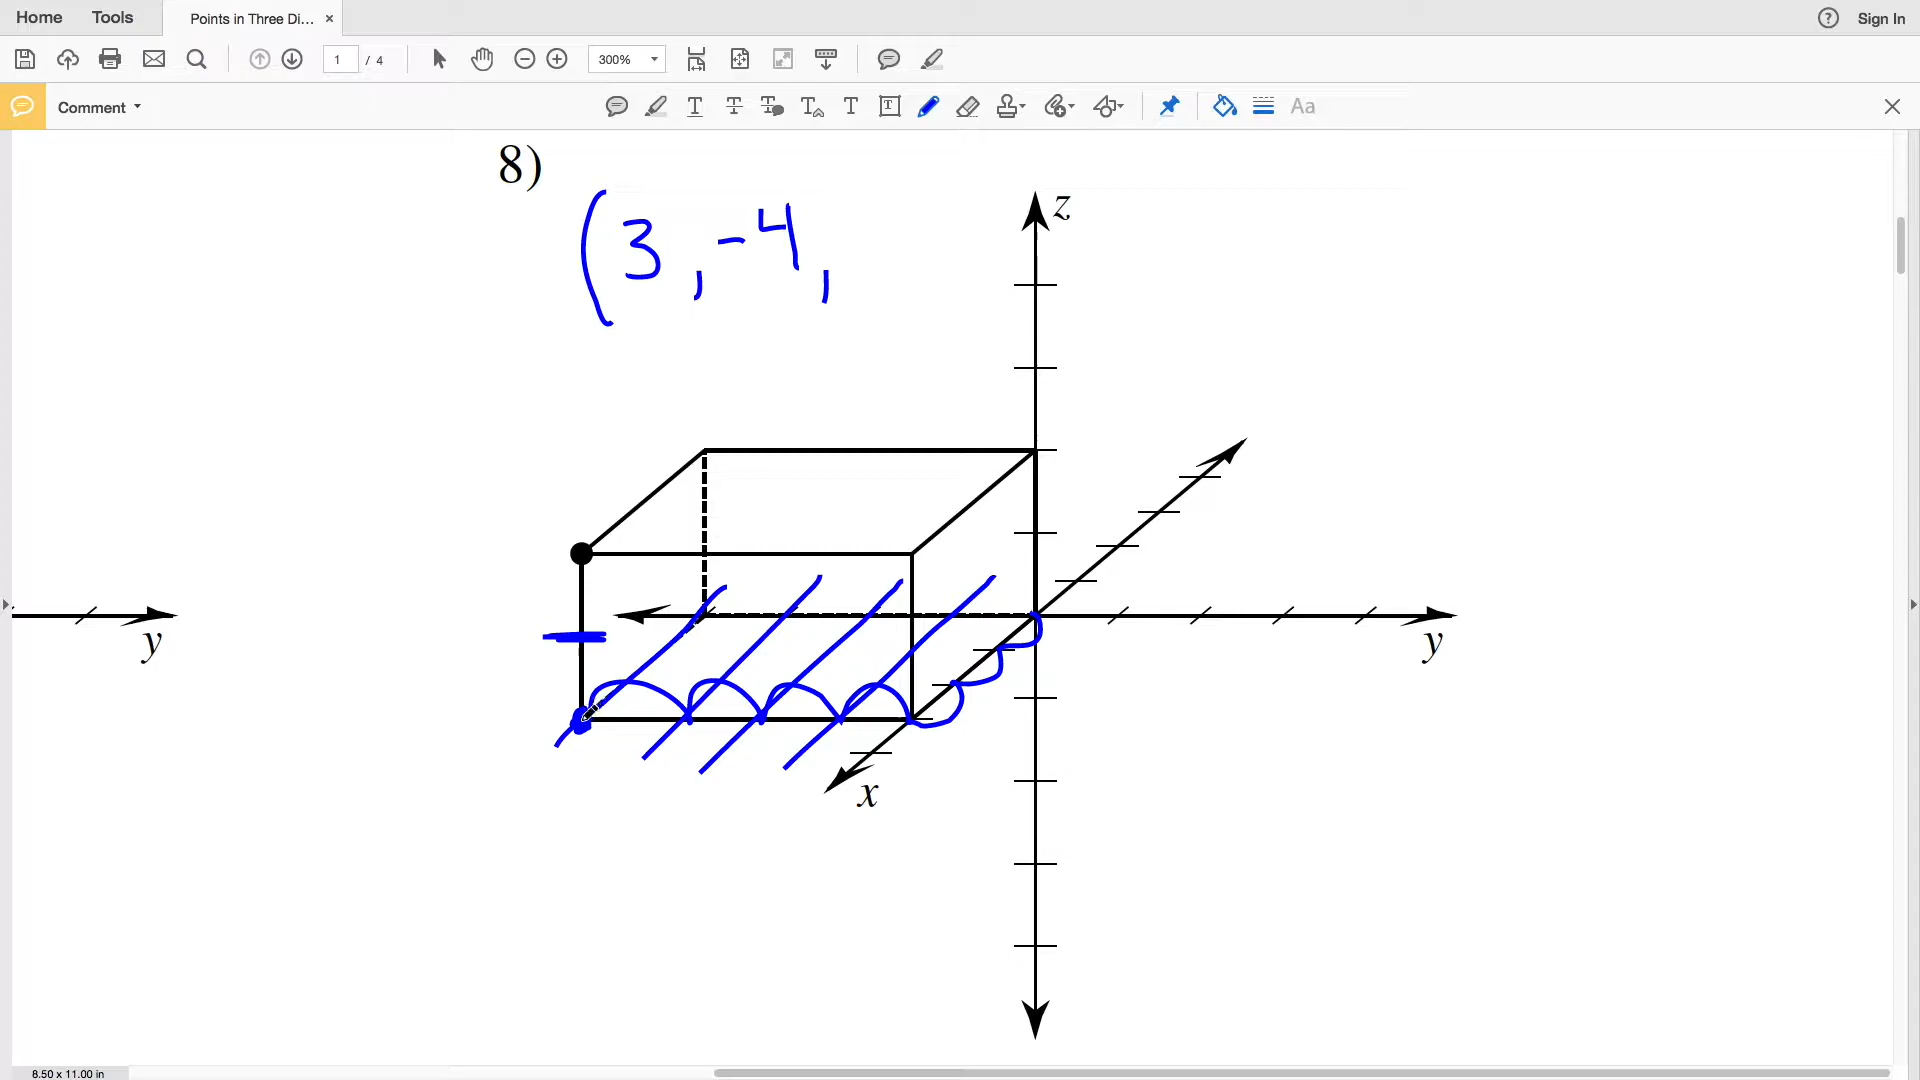 Home Tools Points in Three Di... × ? Sign In
1 / 4 300%
Comment T T T T T T Aa
8)
(3, -4,
z
y
y
x
8.50 x 11.00 in